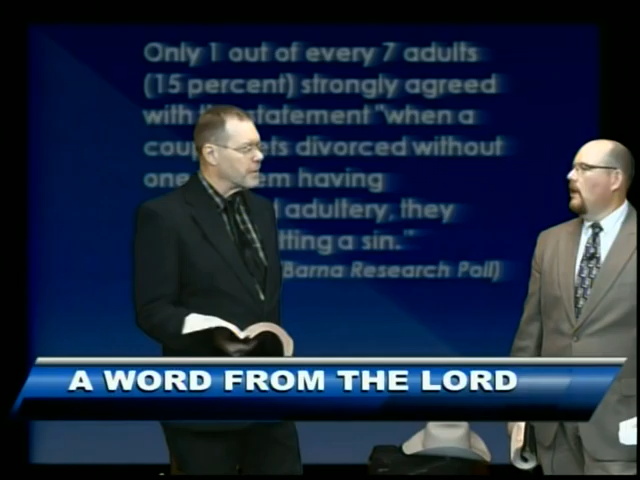 Only 1 out of every 7 adults
(15 percent) strongly agreed
with statement "when a
divorced without
having
adultery, they
a sin."
(Barna Research Poll)
A WORD FROM THE LORD